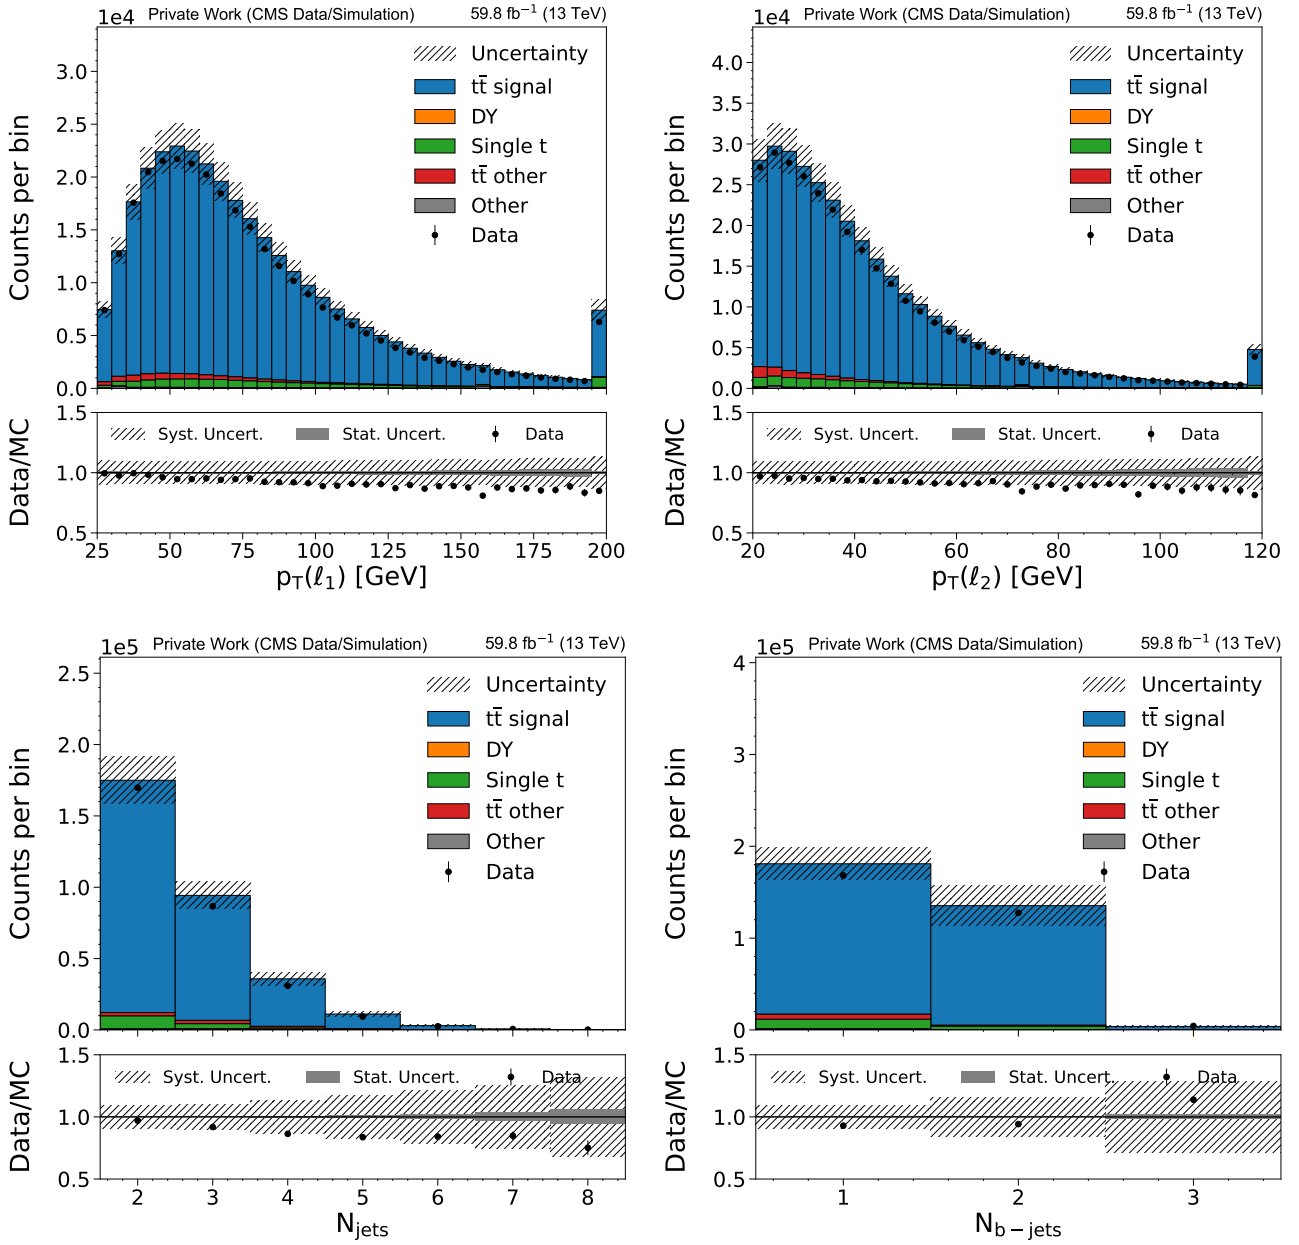 1e4 Private Work (CMS Data/Simulation) 59.8 fb⁻¹ (13 TeV)
Counts per bin
3.0
2.5
2.0
1.5
1.0
0.5
0.0
Uncertainty
tt̄ signal
DY
Single t
tt̄ other
Other
Data
Data/MC
1.5
1.0
0.5
Syst. Uncert. Stat. Uncert. Data
25 50 75 100 125 150 175 200
p_T(ℓ_1) [GeV]
1e4 Private Work (CMS Data/Simulation) 59.8 fb⁻¹ (13 TeV)
Counts per bin
4.0
3.5
3.0
2.5
2.0
1.5
1.0
0.5
0.0
Uncertainty
tt̄ signal
DY
Single t
tt̄ other
Other
Data
Data/MC
1.5
1.0
0.5
Syst. Uncert. Stat. Uncert. Data
20 40 60 80 100 120
p_T(ℓ_2) [GeV]
1e5 Private Work (CMS Data/Simulation) 59.8 fb⁻¹ (13 TeV)
Counts per bin
2.5
2.0
1.5
1.0
0.5
0.0
Uncertainty
tt̄ signal
DY
Single t
tt̄ other
Other
Data
Data/MC
1.5
1.0
0.5
Syst. Uncert. Stat. Uncert. Data
2 3 4 5 6 7 8
N_jets
1e5 Private Work (CMS Data/Simulation) 59.8 fb⁻¹ (13 TeV)
Counts per bin
4
3
2
1
0
Uncertainty
tt̄ signal
DY
Single t
tt̄ other
Other
Data
Data/MC
1.5
1.0
0.5
Syst. Uncert. Stat. Uncert. Data
1 2 3
N_b−jets